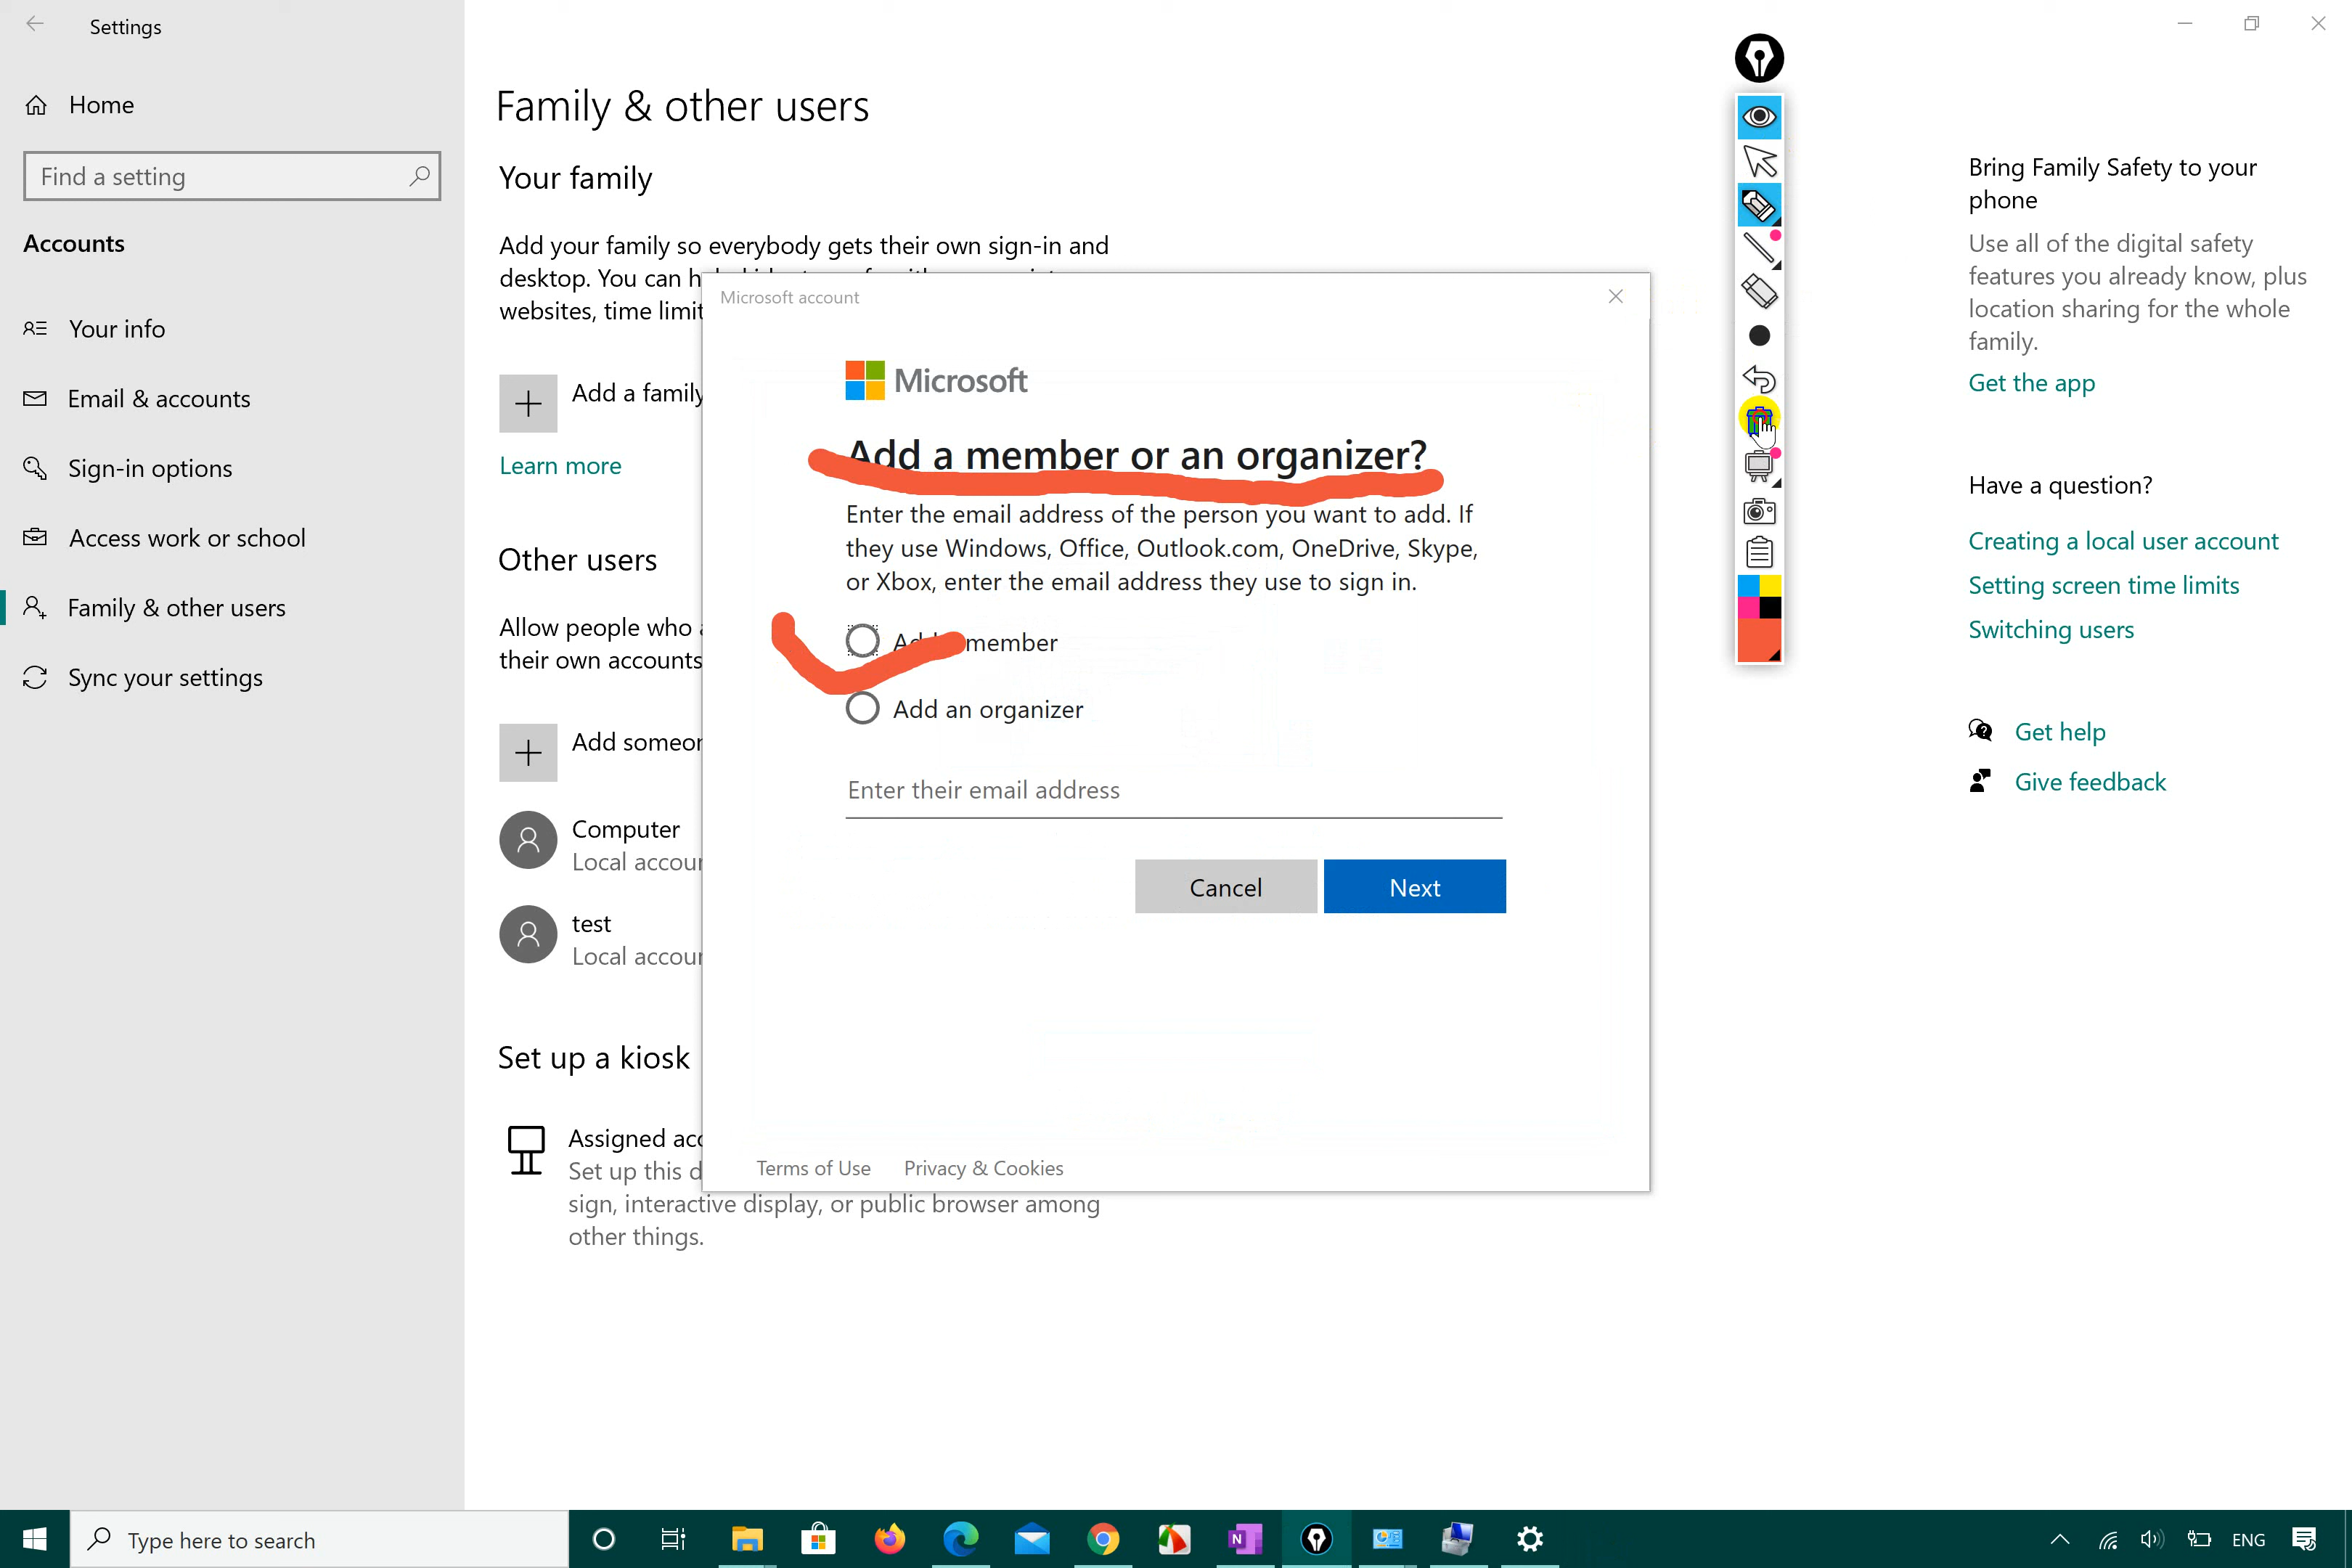 Settings
Home
Find a setting
Accounts
Your info
Email & accounts
Sign-in options
Access work or school
Family & other users
Sync your settings
Family & other users
Your family
Add your family so everybody gets their own sign-in and
desktop. You can h
websites, time limit
Add a family
Learn more
Other users
Allow people who
their own accounts
Add someon
Computer
Local accoun
test
Local accoun
Set up a kiosk
Assigned acc
Set up this d
sign, interactive display, or public browser among
other things.
Microsoft account
Microsoft
Add a member or an organizer?
Enter the email address of the person you want to add. If
they use Windows, Office, Outlook.com, OneDrive, Skype,
or Xbox, enter the email address they use to sign in.
Add member
Add an organizer
Enter their email address
Cancel
Next
Terms of Use
Privacy & Cookies
Bring Family Safety to your
phone
Use all of the digital safety
features you already know, plus
location sharing for the whole
family.
Get the app
Have a question?
Creating a local user account
Setting screen time limits
Switching users
Get help
Give feedback
Type here to search
N
ENG